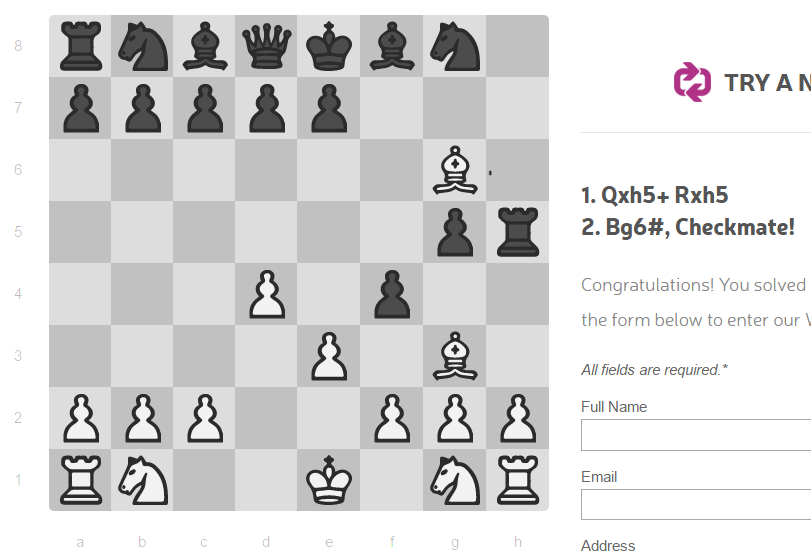 8
7
6
5
4
3
2
1
a b c d e f g h
TRY A N
1. Qxh5+ Rxh5
2. Bg6#, Checkmate!
Congratulations! You solved
the form below to enter our
All fields are required.*
Full Name
Email
Address